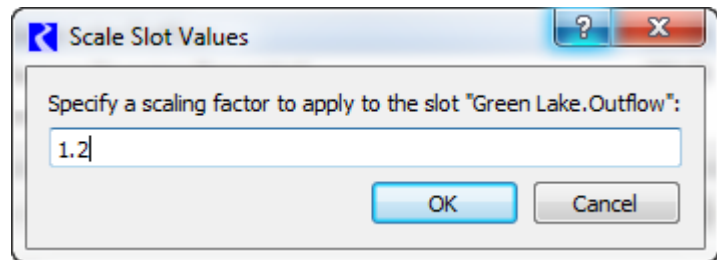 Scale Slot Values
?
X
Specify a scaling factor to apply to the slot "Green Lake.Outflow":
1.2
OK
Cancel